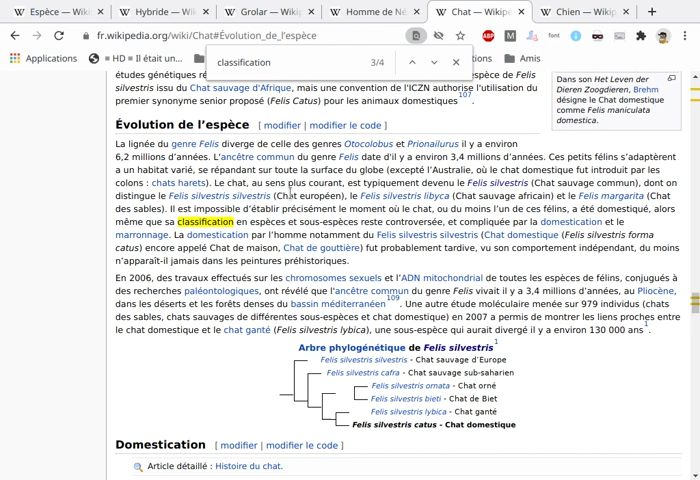 Espèce — Wiki
Hybride — Wikip
Grolar — Wikip
Homme de Né
Chat — Wikipé
Chien — Wikip
fr.wikipedia.org/wiki/Chat#Évolution_de_l'espèce
ABP
font
Applications
= HD = Il était un...
Amis
classification
3/4
études génétiques ré
espèce de Felis
silvestris issu du Chat sauvage d'Afrique, mais une convention de l'ICZN authorise l'utilisation du
premier synonyme senior proposé (Felis Catus) pour les animaux domestiques107.
Dans son Het Leven der
Dieren Zoogdieren, Brehm
désigne le Chat domestique
comme Felis maniculata
domestica.
Évolution de l'espèce [ modifier | modifier le code ]
La lignée du genre Felis diverge de celle des genres Otocolobus et Prionailurus il y a environ
6,2 millions d'années. L'ancêtre commun du genre Felis date d'il y a environ 3,4 millions d'années. Ces petits félins s'adaptèrent
a un habitat varié, se répandant sur toute la surface du globe (excepté l'Australie, où le chat domestique fut introduit par les
colons : chats harets). Le chat, au sens plus courant, est typiquement devenu le Felis silvestris (Chat sauvage commun), dont on
distingue le Felis silvestris silvestris (Chat européen), le Felis silvestris libyca (Chat sauvage africain) et le Felis margarita (Chat
des sables). Il est impossible d'établir précisément le moment où le chat, ou du moins l'un de ces félins, a été domestiqué, alors
même que sa classification en espèces et sous-espèces reste controversée, et compliquée par la domestication et le
marronnage. La domestication par l'homme notamment du Felis silvestris silvestris (Chat domestique (Felis silvestris forma
catus) encore appelé Chat de maison, Chat de gouttière) fut probablement tardive, vu son comportement indépendant, du moins
n'apparaît-il jamais dans les peintures préhistoriques.
En 2006, des travaux effectués sur les chromosomes sexuels et l'ADN mitochondrial de toutes les espèces de félins, conjugués à
des recherches paléontologiques, ont révélé que l'ancêtre commun du genre Felis vivait il y a 3,4 millions d'années, au Pliocène,
dans les déserts et les forêts denses du bassin méditerranéen109. Une autre étude moléculaire menée sur 979 individus (chats
des sables, chats sauvages de différentes sous-espèces et chat domestique) en 2007 a permis de montrer les liens proches entre
le chat domestique et le chat ganté (Felis silvestris lybica), une sous-espèce qui aurait divergé il y a environ 130 000 ans1.
Arbre phylogénétique de Felis silvestris1
Felis silvestris silvestris - Chat sauvage d'Europe
Felis silvestris cafra - Chat sauvage sub-saharien
Felis silvestris ornata - Chat orné
Felis silvestris bieti - Chat de Biet
Felis silvestris lybica - Chat ganté
Felis silvestris catus - Chat domestique
Domestication [ modifier | modifier le code ]
Article détaillé : Histoire du chat.